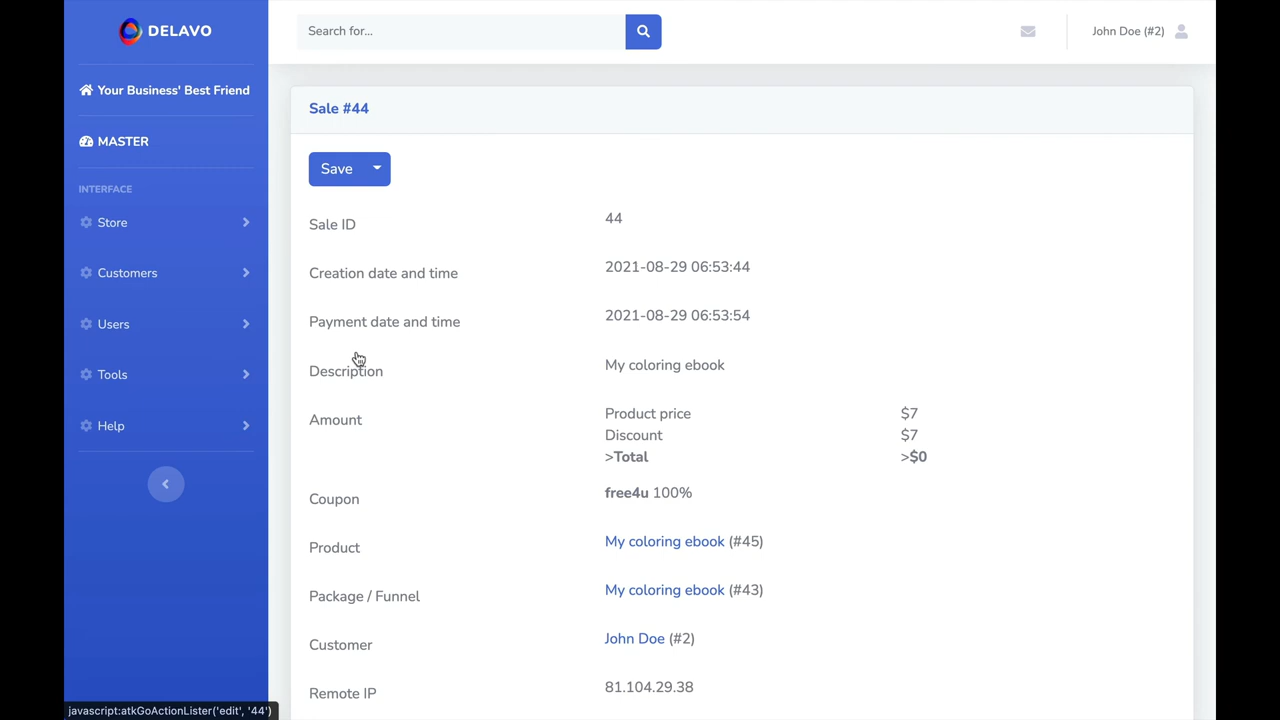 DELAVO
Search for...
John Doe (#2)
Your Business' Best Friend
MASTER
INTERFACE
Store
Customers
Users
Tools
Help
Sale #44
Save
Sale ID 44
Creation date and time 2021-08-29 06:53:44
Payment date and time 2021-08-29 06:53:54
Description My coloring ebook
Amount Product price $7
Discount $7
>Total >$0
Coupon free4u 100%
Product My coloring ebook (#45)
Package / Funnel My coloring ebook (#43)
Customer John Doe (#2)
Remote IP 81.104.29.38
javascript:atkGoActionLister('edit', '44')